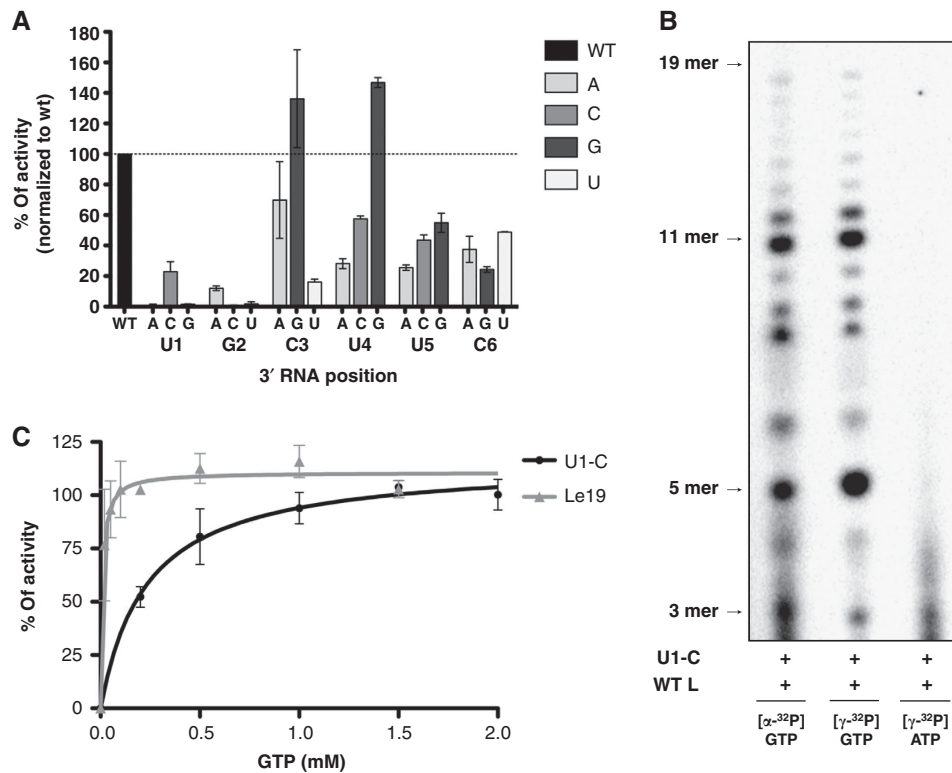 A
% Of activity
(normalized to wt)
180
160
140
120
100
80
60
40
20
0
WT
A C G
A C U
A G U
A C G
A C G
A G U
U1
G2
C3
U4
U5
C6
3′ RNA position
WT
A
C
G
U
B
19 mer →
11 mer →
5 mer →
3 mer →
U1-C + + +
WT L + + +
[α-³²P] GTP
[γ-³²P] GTP
[γ-³²P] ATP
C
% Of activity
125
100
75
50
25
0
0.0 0.5 1.0 1.5 2.0
GTP (mM)
U1-C
Le19